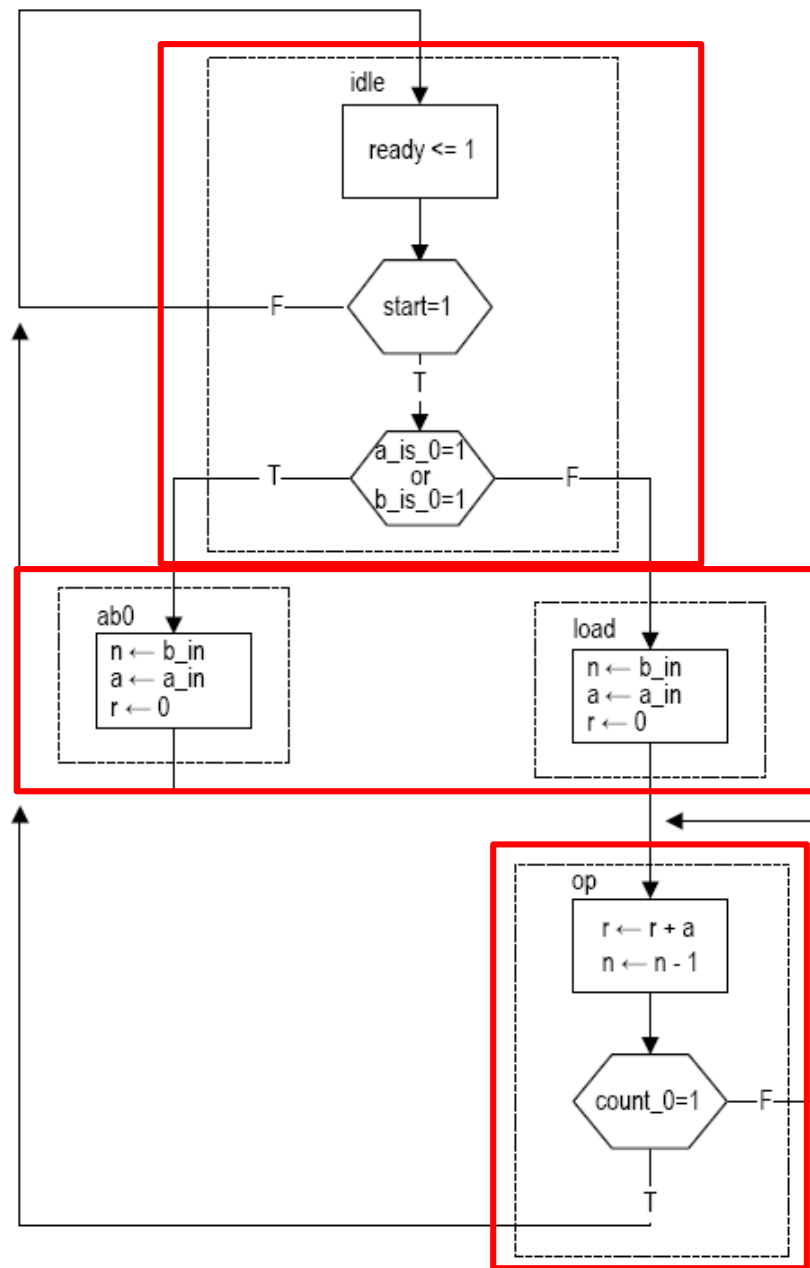 idle
ready <= 1
start=1
F
T
a_is_0=1
or
b_is_0=1
T
F
ab0
n ← b_in
a ← a_in
r ← 0
load
n ← b_in
a ← a_in
r ← 0
op
r ← r + a
n ← n - 1
count_0=1
F
T